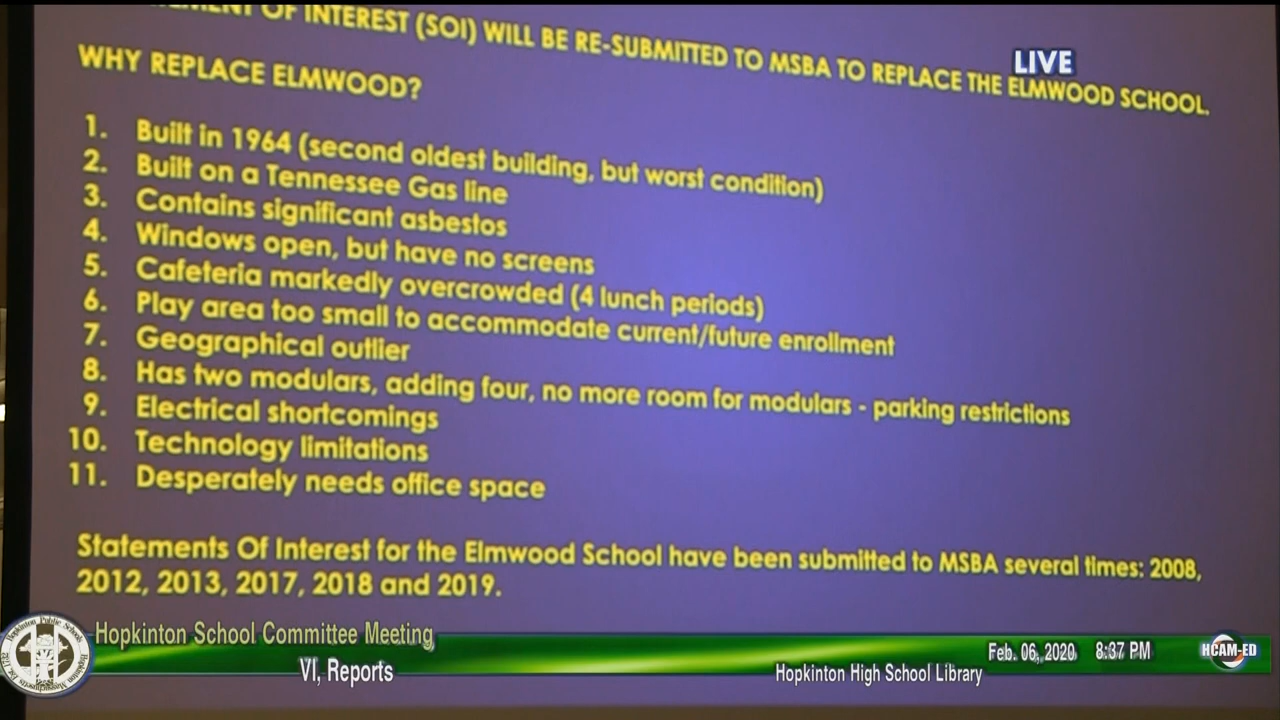 OF INTEREST (SOI) WILL BE RE-SUBMITTED TO MSBA TO REPLACE THE ELMWOOD SCHOOL.
LIVE
WHY REPLACE ELMWOOD?
1. Built in 1964 (second oldest building, but worst condition)
2. Built on a Tennessee Gas line
3. Contains significant asbestos
4. Windows open, but have no screens
5. Cafeteria markedly overcrowded (4 lunch periods)
6. Play area too small to accommodate current/future enrollment
7. Geographical outlier
8. Has two modulars, adding four, no more room for modulars - parking restrictions
9. Electrical shortcomings
10. Technology limitations
11. Desperately needs office space
Statements Of Interest for the Elmwood School have been submitted to MSBA several times: 2008,
2012, 2013, 2017, 2018 and 2019.
Hopkinton School Committee Meeting
VI, Reports
Feb. 06, 2020 8:37 PM
Hopkinton High School Library
HCAM-ED
Hopkinton Public Schools